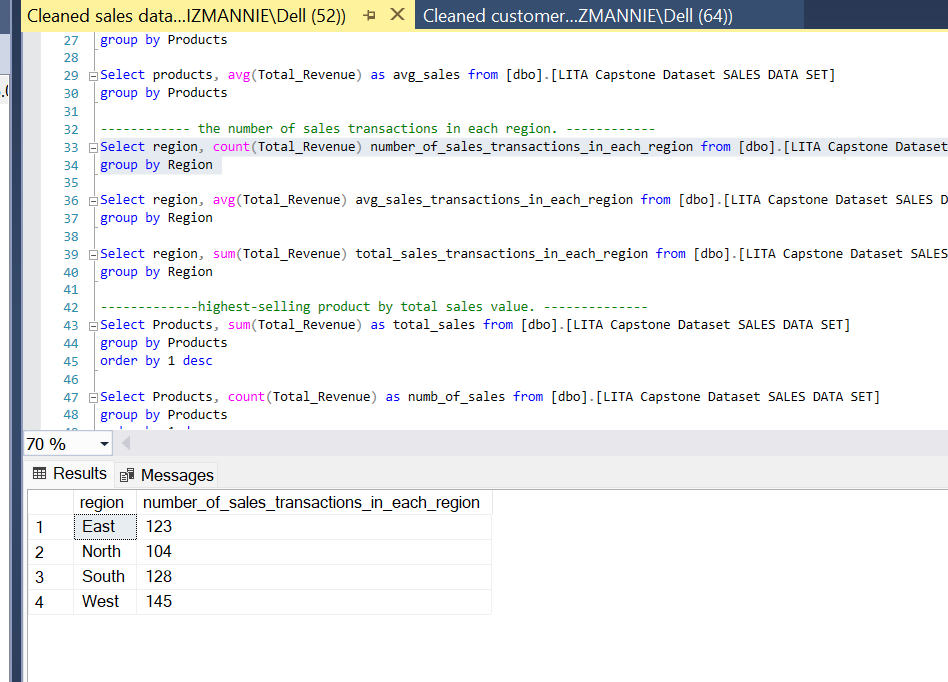 Cleaned sales data...IZMANNIE\Dell (52)) Cleaned customer...ZMANNIE\Dell (64))
27 group by Products
28
29 Select products, avg(Total_Revenue) as avg_sales from [dbo].[LITA Capstone Dataset SALES DATA SET]
30 group by Products
31
32 ------------ the number of sales transactions in each region. ------------
33 Select region, count(Total_Revenue) number_of_sales_transactions_in_each_region from [dbo].[LITA Capstone Dataset
34 group by Region
35
36 Select region, avg(Total_Revenue) avg_sales_transactions_in_each_region from [dbo].[LITA Capstone Dataset SALES D
37 group by Region
38
39 Select region, sum(Total_Revenue) total_sales_transactions_in_each_region from [dbo].[LITA Capstone Dataset SALES
40 group by Region
41
42 -------------highest-selling product by total sales value. --------------
43 Select Products, sum(Total_Revenue) as total_sales from [dbo].[LITA Capstone Dataset SALES DATA SET]
44 group by Products
45 order by 1 desc
46
47 Select Products, count(Total_Revenue) as numb_of_sales from [dbo].[LITA Capstone Dataset SALES DATA SET]
48 group by Products
70 %
Results Messages
region number_of_sales_transactions_in_each_region
1 East 123
2 North 104
3 South 128
4 West 145